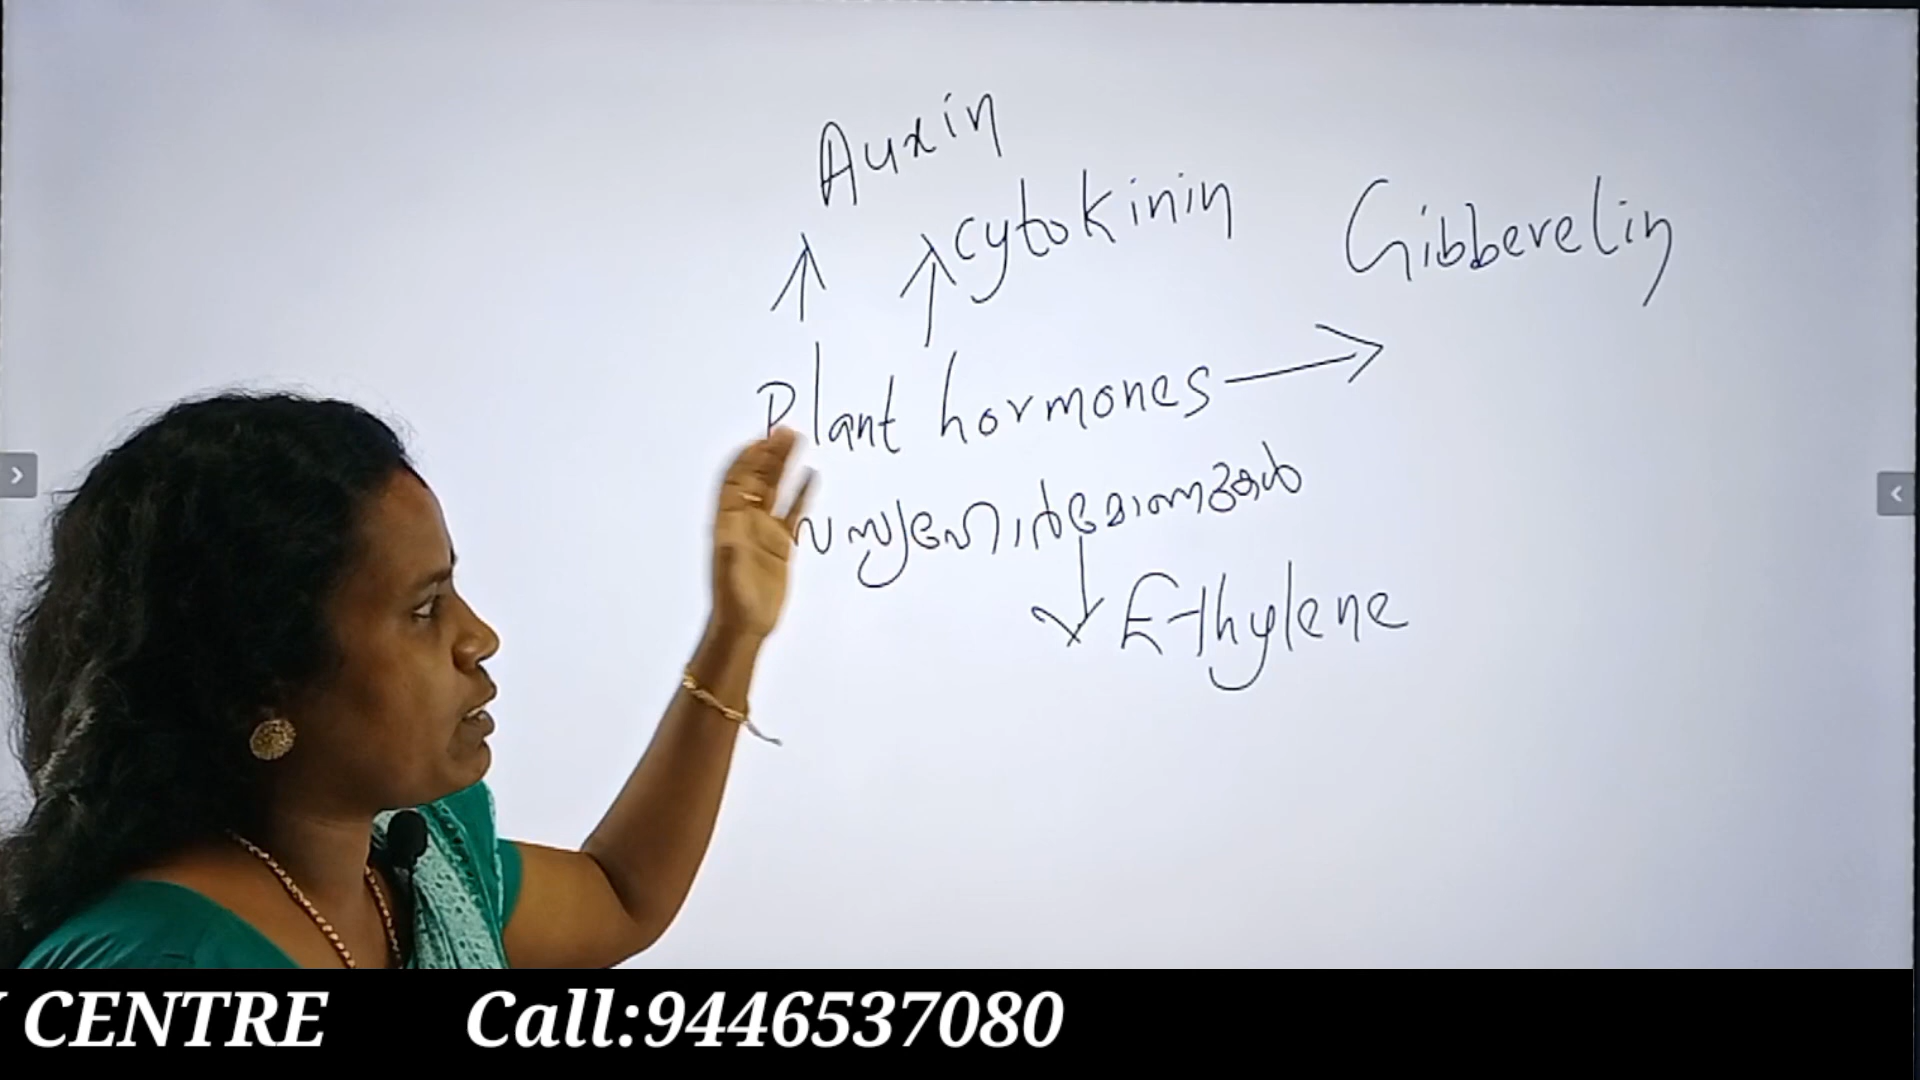 Auxin
cytokinin
Gibberelin
Plant hormones
സസ്യഹോർമോണുകൾ
Ethylene
CENTRE Call:9446537080